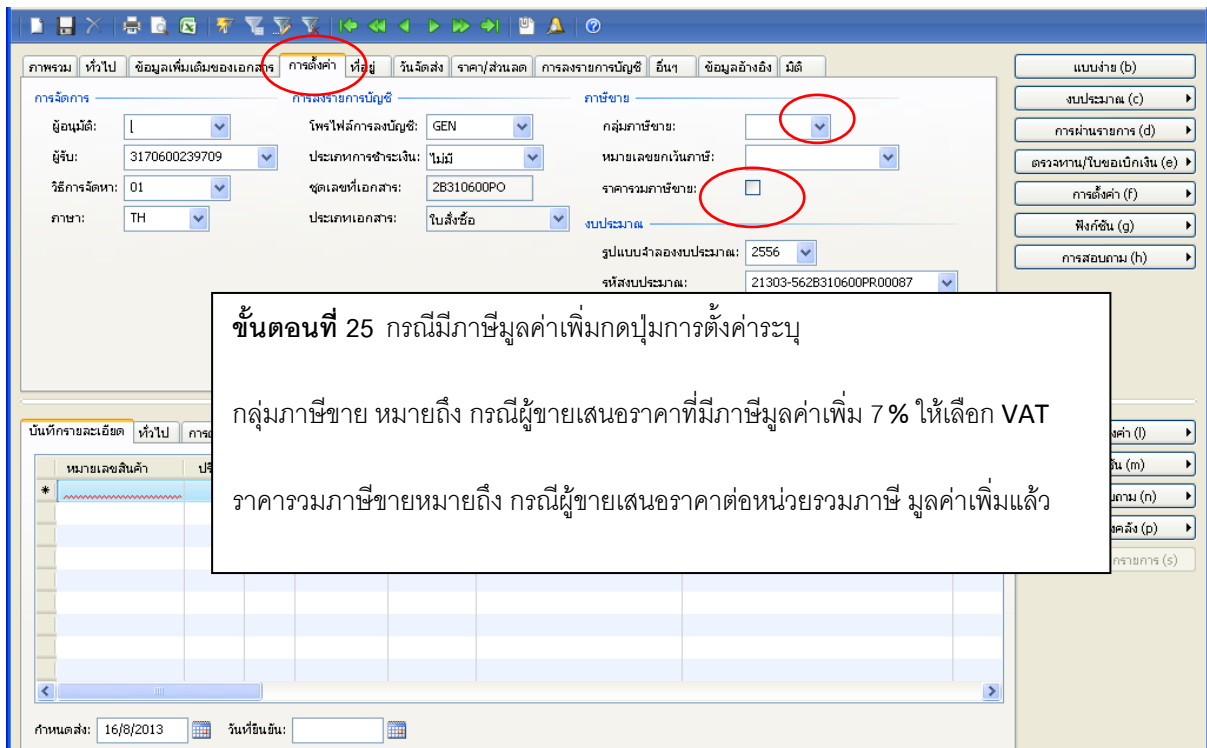 ภาพรวม ทั่วไป ข้อมูลเพิ่มเติมของเอกสาร การตั้งค่า ที่อยู่ วันจัดส่ง ราคา/ส่วนลด การลงรายการบัญชี อื่นๆ ข้อมูลอ้างอิง มิติ
แบบง่าย (b)
การจัดการ การลงรายการบัญชี ภาษีขาย
งบประมาณ (c)
ผู้อนุมัติ: โพรไฟล์การลงบัญชี: GEN กลุ่มภาษีขาย:
การผ่านรายการ (d)
ผู้รับ: 3170600239709 ประเภทการชำระเงิน: ไม่มี หมายเลขยกเว้นภาษี:
ตรวจทาน/ใบขอเบิกเงิน (e)
วิธีการจัดหา: 01 ชุดเลขที่เอกสาร: 2B310600PO ราคารวมภาษีขาย:
การตั้งค่า (f)
ภาษา: TH ประเภทเอกสาร: ใบสั่งซื้อ
งบประมาณ
ฟังก์ชัน (g)
รูปแบบจำลองงบประมาณ: 2556
การสอบถาม (h)
รหัสงบประมาณ: 21303-562B310600PR00087
ขั้นตอนที่ 25 กรณีมีภาษีมูลค่าเพิ่มกดปุ่มการตั้งค่าระบุ
กลุ่มภาษีขาย หมายถึง กรณีผู้ขายเสนอราคาที่มีภาษีมูลค่าเพิ่ม 7 % ให้เลือก VAT
ราคารวมภาษีขายหมายถึง กรณีผู้ขายเสนอราคาต่อหน่วยรวมภาษี มูลค่าเพิ่มแล้ว
บันทึกรายละเอียด ทั่วไป
หมายเลขสินค้า
(l)
(m)
(n)
(p)
(s)
กำหนดส่ง: 16/8/2013 วันที่ยืนยัน: